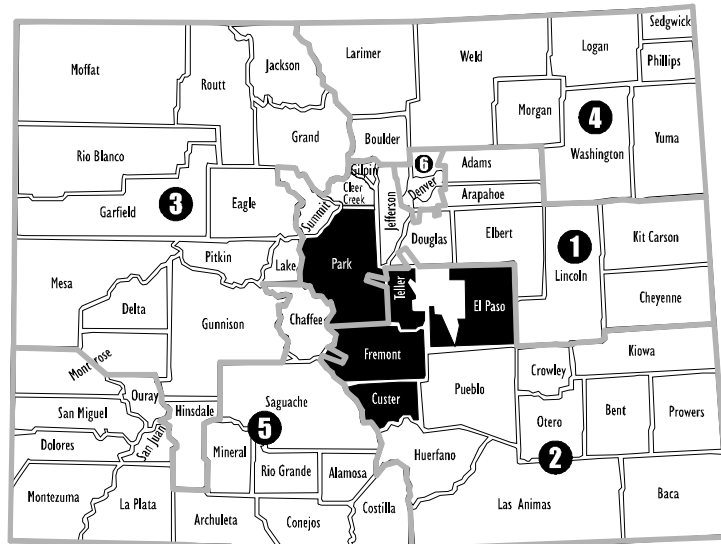 Sedgwick
Jackson
Larimer
Weld
Logan
Phillips
Moffat
Routt
Morgan
4
Yuma
Grand
Boulder
Washington
Rio Blanco
6
Adams
Gilpin
Denver
Clear
Creek
Arapahoe
3
Eagle
Summit
Jefferson
Garfield
Douglas
Elbert
1
Kit Carson
Pitkin
Lake
Park
Lincoln
Mesa
Teller
El Paso
Cheyenne
Delta
Gunnison
Chaffee
Kiowa
Montrose
Fremont
Crowley
Ouray
Pueblo
Custer
San Miguel
Hinsdale
Saguache
Otero
Bent
Prowers
5
Dolores
San Juan
Mineral
Huerfano
2
Rio Grande
Alamosa
Montezuma
La Plata
Costilla
Las Animas
Baca
Archuleta
Conejos